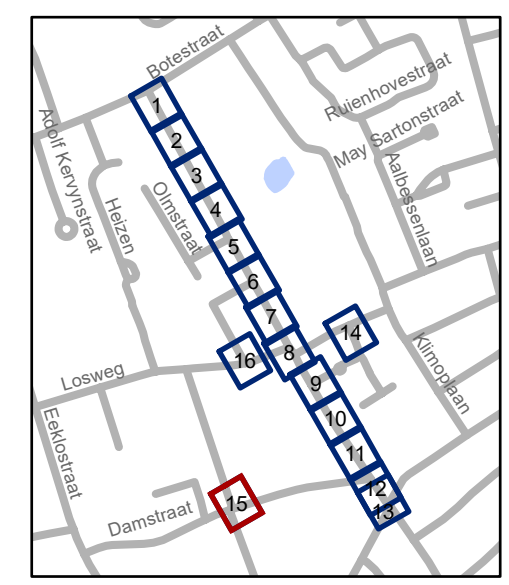 Botestraat
Adolf Kervynstraat
Heizen
Olmstraat
Ruienhovestraat
May Sartonstraat
Aalbessenlaan
Klimoplaan
Losweg
Eeklostraat
Damstraat
1
2
3
4
5
6
7
8
9
10
11
12
13
14
15
16